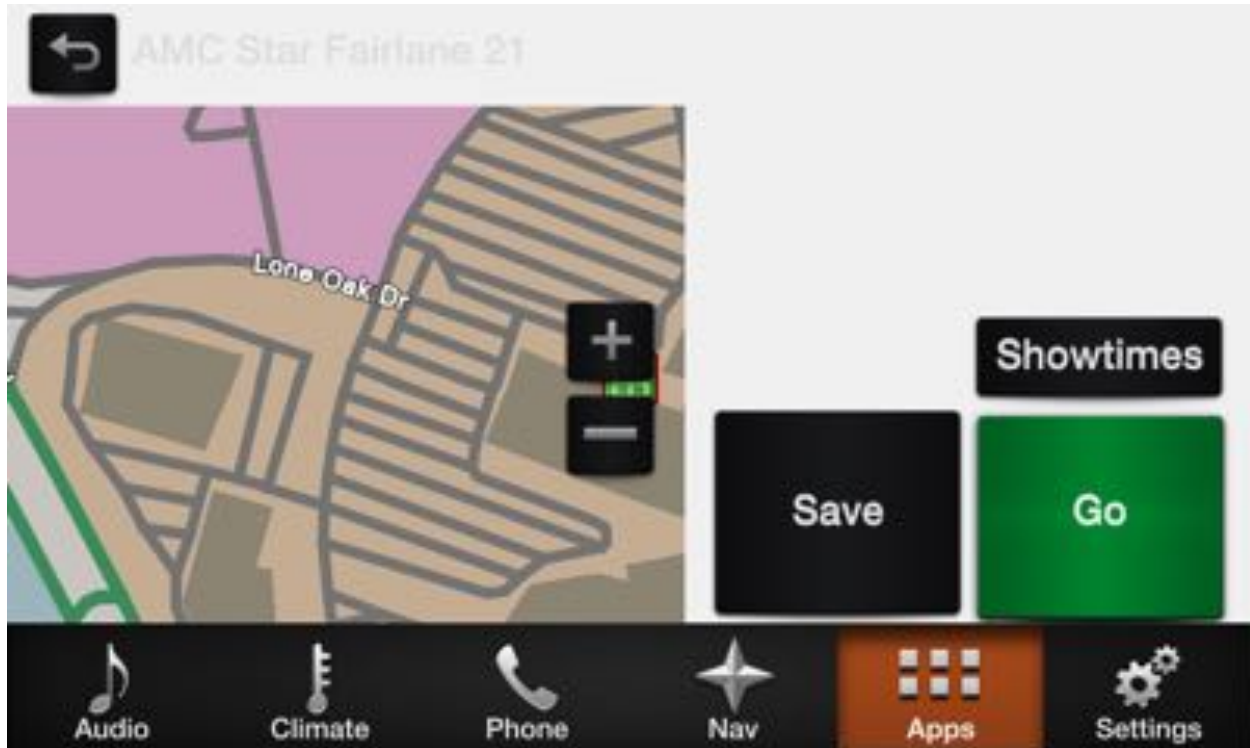 AMC Star Fairlane 21
Lone Oak Dr
Showtimes
Save
Go
Audio
Climate
Phone
Nav
Apps
Settings